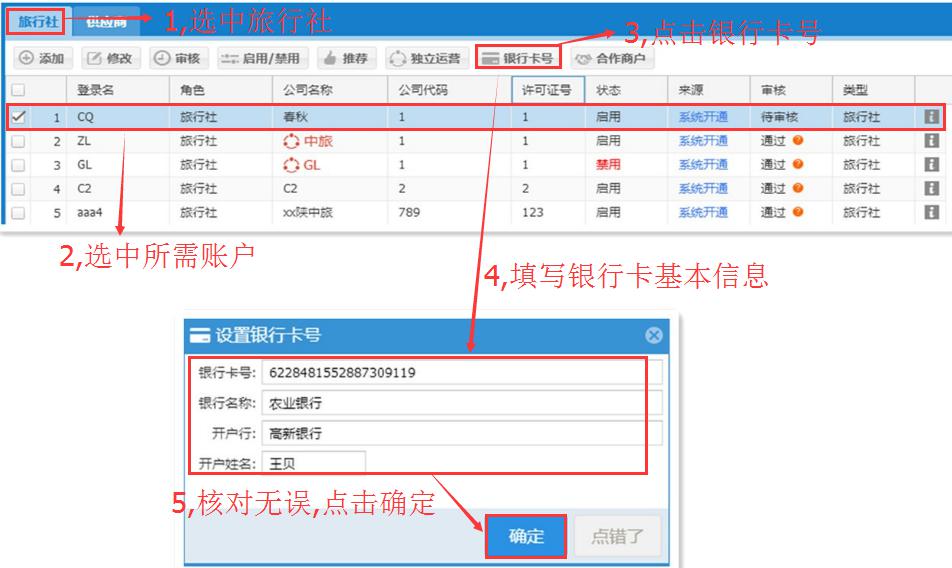 旅行社 供应商 1,选中旅行社 3,点击银行卡号
添加 修改 审核 启用/禁用 推荐 独立运营 银行卡号 合作商户
登录名 角色 公司名称 公司代码 许可证号 状态 来源 审核 类型
1 CQ 旅行社 春秋 1 1 启用 系统开通 待审核 旅行社
2 ZL 旅行社 中旅 1 1 启用 系统开通 通过 旅行社
3 GL 旅行社 GL 1 1 禁用 系统开通 通过 旅行社
4 C2 旅行社 C2 2 2 启用 系统开通 通过 旅行社
5 aaa4 旅行社 xx陕中旅 789 123 启用 系统开通 通过 旅行社
2,选中所需账户
4,填写银行卡基本信息
设置银行卡号
银行卡号: 6228481552887309119
银行名称: 农业银行
开户行: 高新银行
开户姓名: 王贝
5,核对无误,点击确定
确定 点错了